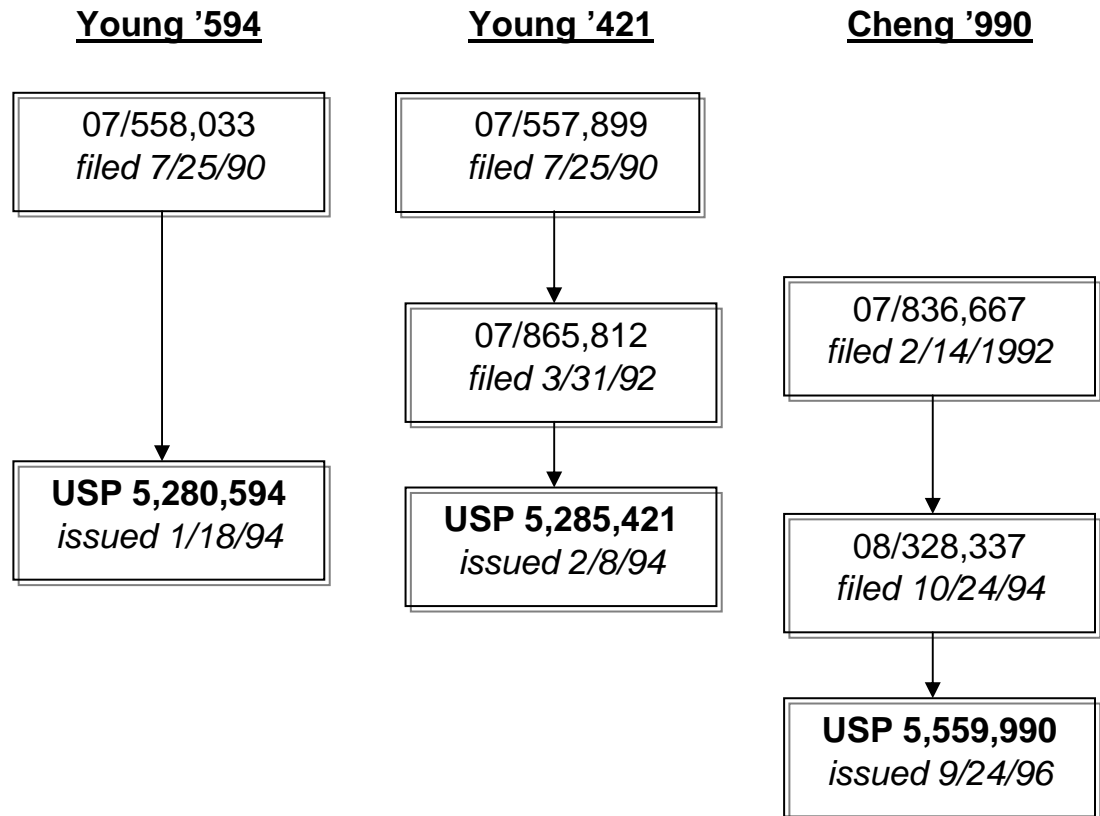 Young ’594
07/558,033
filed 7/25/90
USP 5,280,594
issued 1/18/94
Young ’421
07/557,899
filed 7/25/90
07/865,812
filed 3/31/92
USP 5,285,421
issued 2/8/94
Cheng ’990
07/836,667
filed 2/14/1992
08/328,337
filed 10/24/94
USP 5,559,990
issued 9/24/96